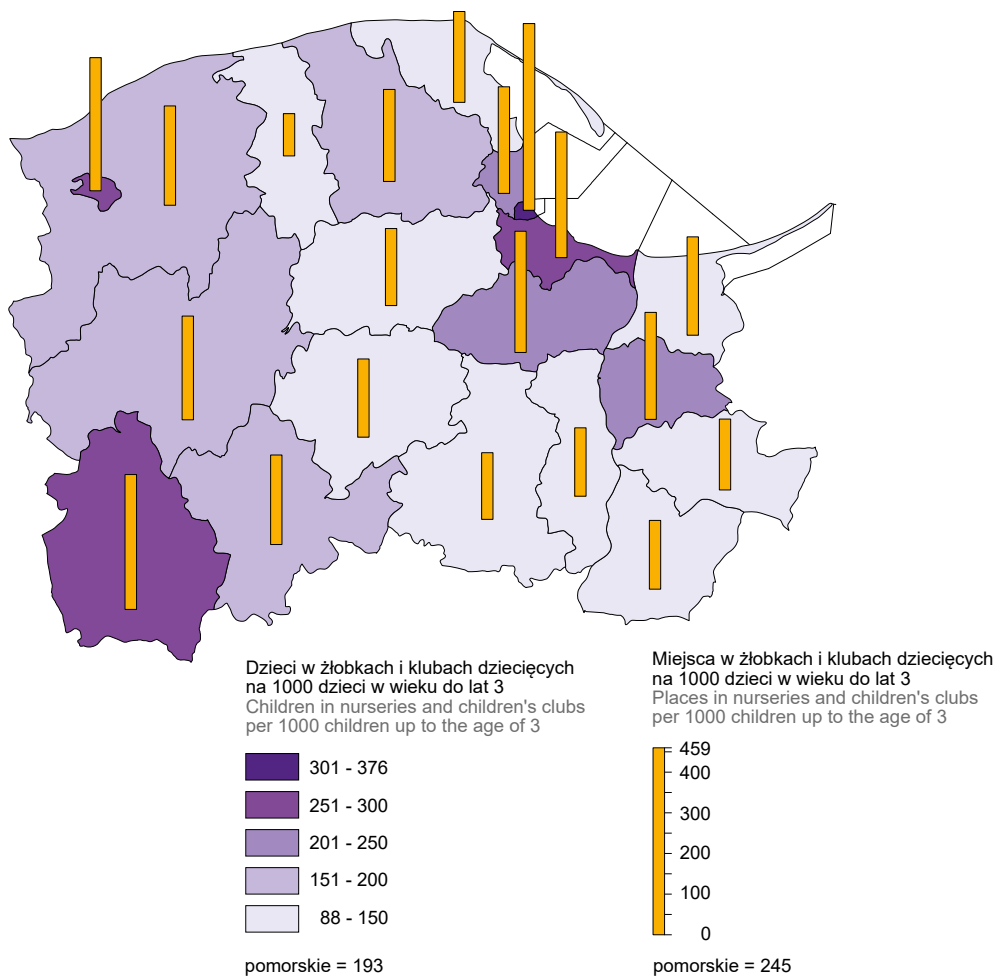 Dzieci w żłobkach i klubach dziecięcych
na 1000 dzieci w wieku do lat 3
Children in nurseries and children's clubs
per 1000 children up to the age of 3
301 - 376
251 - 300
201 - 250
151 - 200
88 - 150
pomorskie = 193
Miejsca w żłobkach i klubach dziecięcych
na 1000 dzieci w wieku do lat 3
Places in nurseries and children's clubs
per 1000 children up to the age of 3
459
400
300
200
100
0
pomorskie = 245